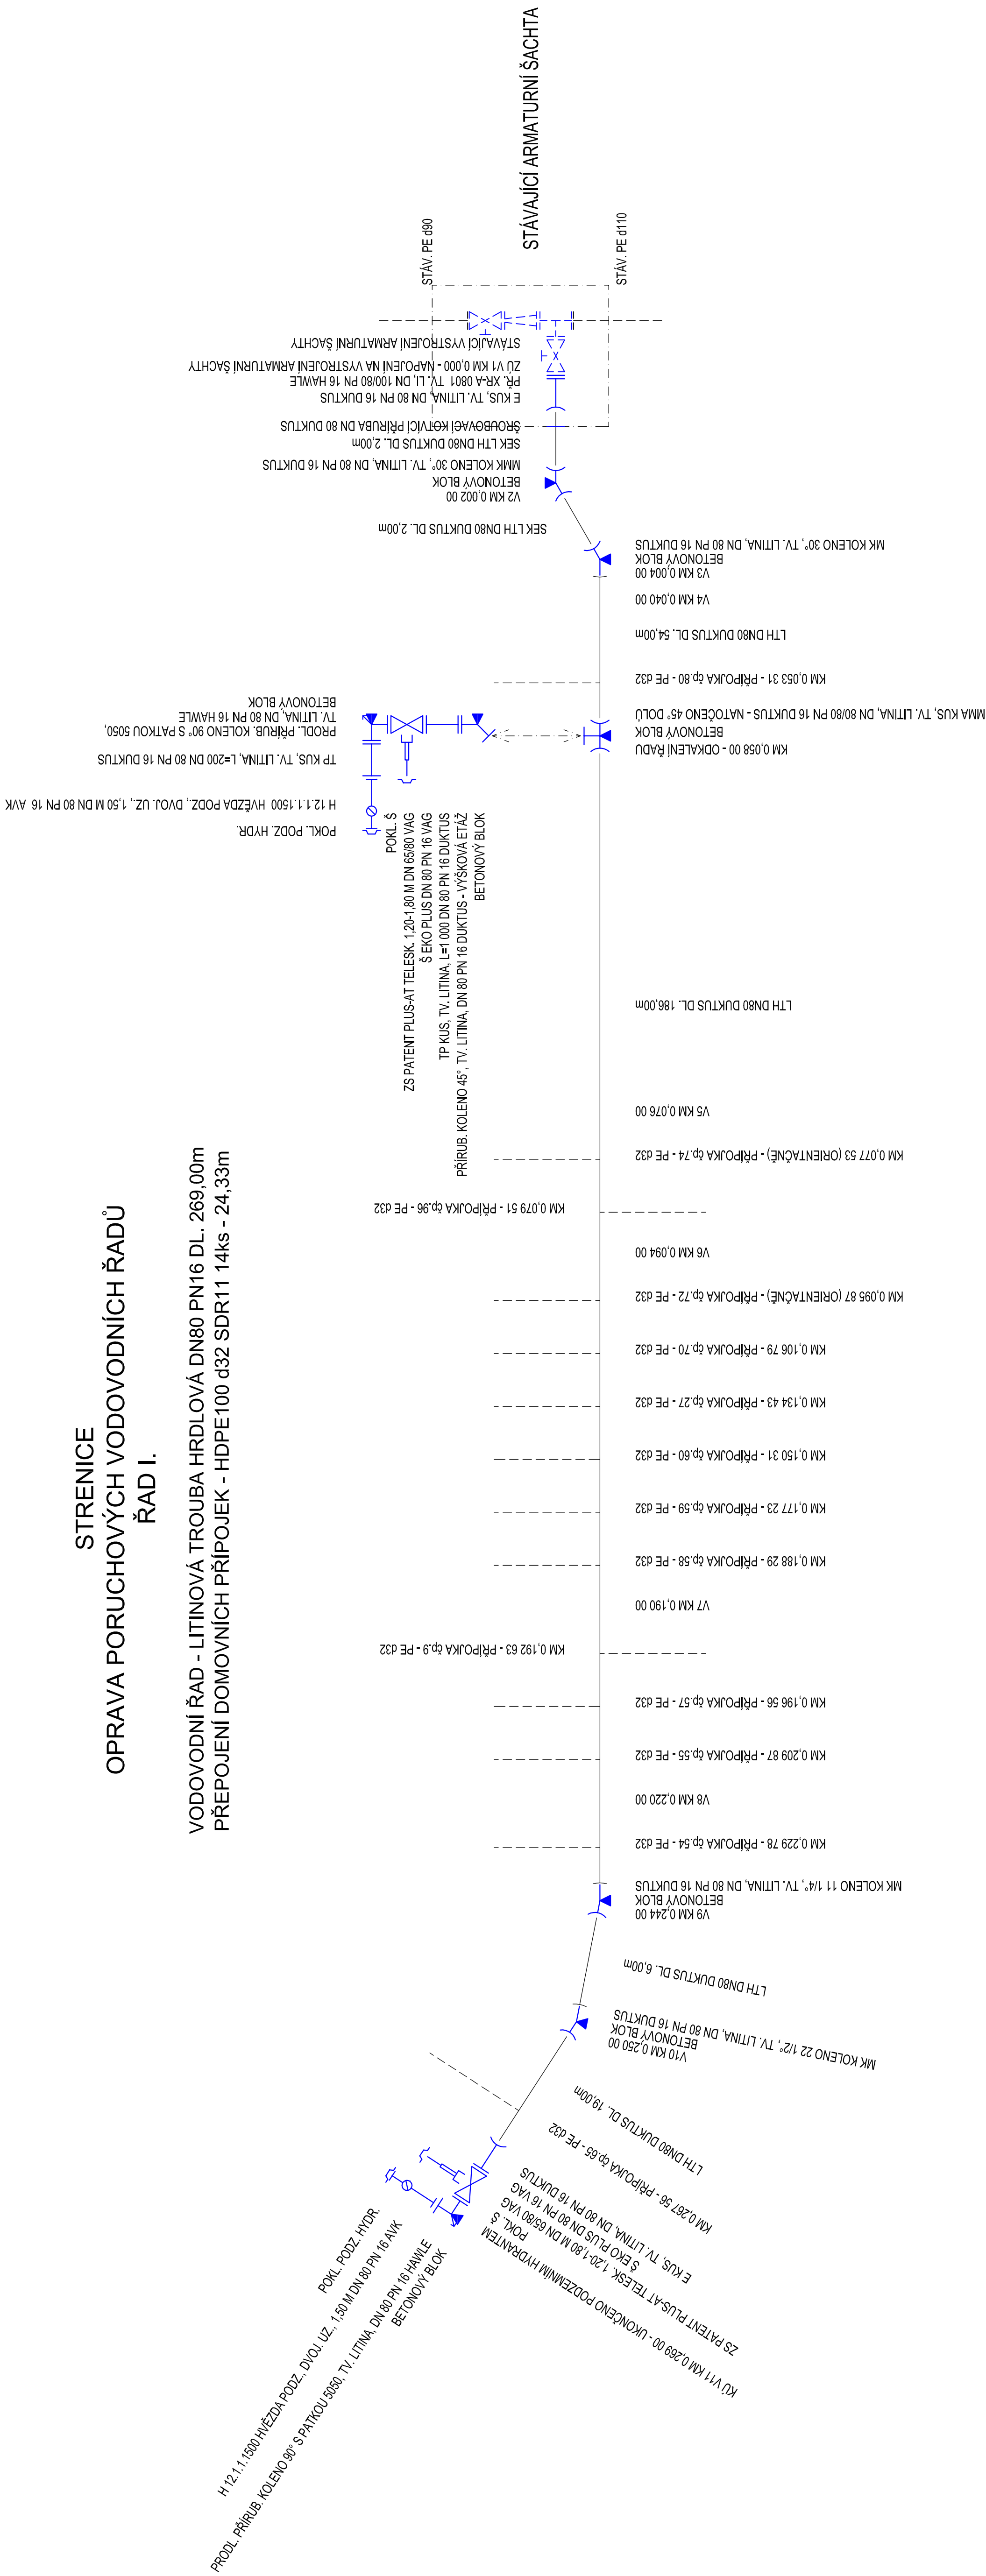 STÁVAJÍCÍ ARMATURNÍ ŠACHTA
STÁV. PE d90
STÁV. PE d110
STÁVAJÍCÍ VYSTROJENÍ ARMATURNÍ ŠACHTY
ZÚ V1 KM 0,000 - NAPOJENÍ NA VYSTROJENÍ ARMATURNÍ ŠACHTY
PŘ. XR-A 0801 TV. LI, DN 100/80 PN 16 HAWLE
E KUS, TV. LITINA, DN 80 PN 16 DUKTUS
ŠROUBOVACÍ KOTVÍCÍ PŘÍRUBA DN 80 DUKTUS
SEK LTH DN80 DUKTUS DL. 2,00m
MMK KOLENO 30°, TV. LITINA, DN 80 PN 16 DUKTUS
BETONOVÝ BLOK
V2 KM 0,002 00
SEK LTH DN80 DUKTUS DL. 2,00m
MK KOLENO 30°, TV. LITINA, DN 80 PN 16 DUKTUS
BETONOVÝ BLOK
V3 KM 0,004 00
V4 KM 0,040 00
LTH DN80 DUKTUS DL. 54,00m
KM 0,053 31 - PŘÍPOJKA čp.80 - PE d32
MMA KUS, TV. LITINA, DN 80/80 PN 16 DUKTUS - NATOČENO 45° DOLŮ
BETONOVÝ BLOK
KM 0,058 00 - ODKALENÍ ŘADU
BETONOVÝ BLOK
TV. LITINA, DN 80 PN 16 HAWLE
PRODL. PŘÍRUB. KOLENO 90° S PATKOU 5050,
TP KUS, TV. LITINA, L=200 DN 80 PN 16 DUKTUS
H 12.1.1.1500 HVĚZDA PODZ., DVOJ. UZ., 1,50 M DN 80 PN 16 AVK
POKL. PODZ. HYDR.
POKL. Š
ZS PATENT PLUS-AT TELESK. 1,20-1,80 M DN 65/80 VAG
Š EKO PLUS DN 80 PN 16 VAG
TP KUS, TV. LITINA, L=1 000 DN 80 PN 16 DUKTUS
PŘÍRUB. KOLENO 45°, TV. LITINA, DN 80 PN 16 DUKTUS - VÝŠKOVÁ ETÁŽ
BETONOVÝ BLOK
LTH DN80 DUKTUS DL. 186,00m
V5 KM 0,076 00
KM 0,077 53 (ORIENTAČNĚ) - PŘÍPOJKA čp.74 - PE d32
KM 0,079 51 - PŘÍPOJKA čp.96 - PE d32
V6 KM 0,094 00
KM 0,095 87 (ORIENTAČNĚ) - PŘÍPOJKA čp.72 - PE d32
KM 0,106 79 - PŘÍPOJKA čp.70 - PE d32
KM 0,134 43 - PŘÍPOJKA čp.27 - PE d32
KM 0,150 31 - PŘÍPOJKA čp.60 - PE d32
KM 0,177 23 - PŘÍPOJKA čp.59 - PE d32
KM 0,188 29 - PŘÍPOJKA čp.58 - PE d32
V7 KM 0,190 00
KM 0,192 63 - PŘÍPOJKA čp.9 - PE d32
KM 0,196 56 - PŘÍPOJKA čp.57 - PE d32
KM 0,209 87 - PŘÍPOJKA čp.55 - PE d32
V8 KM 0,220 00
KM 0,229 78 - PŘÍPOJKA čp.54 - PE d32
STRENICE
OPRAVA PORUCHOVÝCH VODOVODNÍCH ŘADŮ
ŘAD I.
VODOVODNÍ ŘAD - LITINOVÁ TROUBA HRDLOVÁ DN80 PN16 DL. 269,00m
PŘEPOJENÍ DOMOVNÍCH PŘÍPOJEK - HDPE100 d32 SDR11 14ks - 24,33m
MK KOLENO 11 1/4°, TV. LITINA, DN 80 PN 16 DUKTUS
BETONOVÝ BLOK
V9 KM 0,244 00
LTH DN80 DUKTUS DL. 6,00m
MK KOLENO 22 1/2°, TV. LITINA, DN 80 PN 16 DUKTUS
BETONOVÝ BLOK
V10 KM 0,250 00
LTH DN80 DUKTUS DL. 19,00m
KM 0,267 56 - PŘÍPOJKA čp.65 - PE d32
E KUS, TV. LITINA, DN 80 PN 16 DUKTUS
Š EKO PLUS DN 80 PN 16 VAG
ZS PATENT PLUS-AT TELESK. 1,20-1,80 M DN 65/80 VAG
POKL. Š
KÚ V11 KM 0,269 00 - UKONČENO PODZEMNÍM HYDRANTEM
POKL. PODZ. HYDR.
H 12.1.1.1500 HVĚZDA PODZ., DVOJ. UZ., 1,50 M DN 80 PN 16 AVK
PRODL. PŘÍRUB. KOLENO 90° S PATKOU 5050, TV. LITINA, DN 80 PN 16 HAWLE
BETONOVÝ BLOK